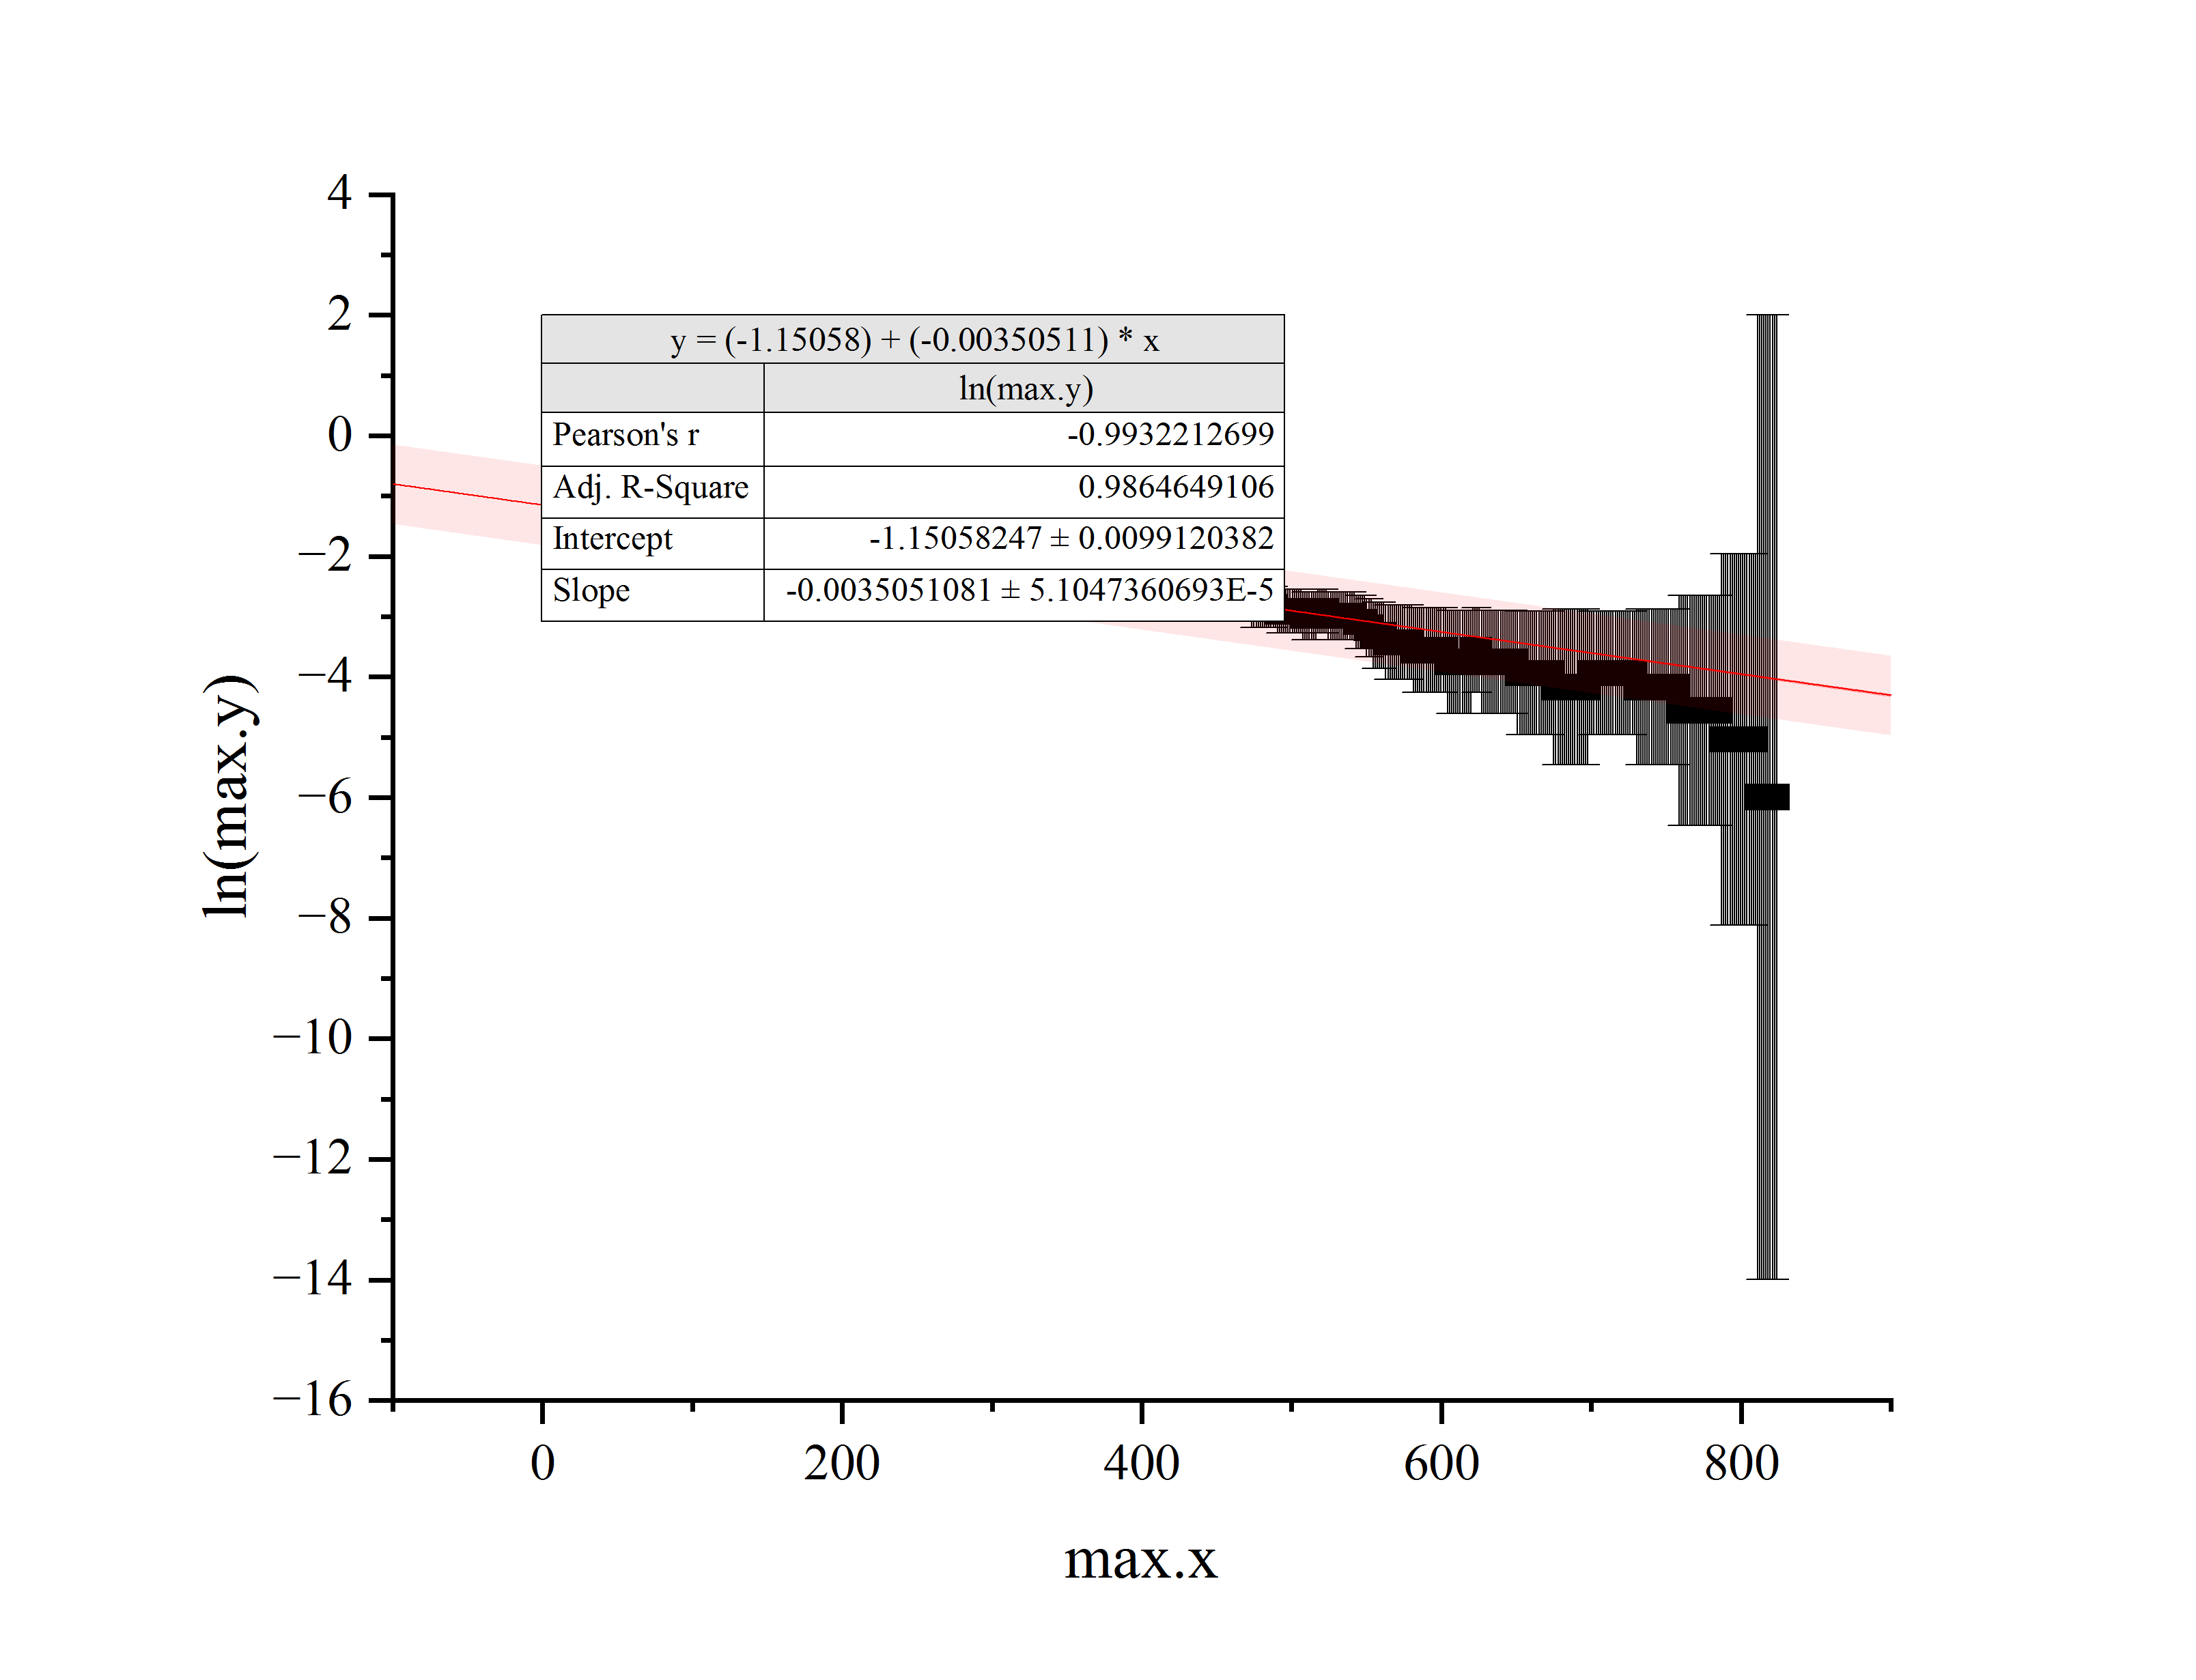 4
2
0
−2
−4
−6
−8
−10
−12
−14
−16
ln(max.y)
y = (-1.15058) + (-0.00350511) * x
ln(max.y)
Pearson's r -0.9932212699
Adj. R-Square 0.9864649106
Intercept -1.15058247 ± 0.0099120382
Slope -0.0035051081 ± 5.1047360693E-5
0 200 400 600 800
max.x